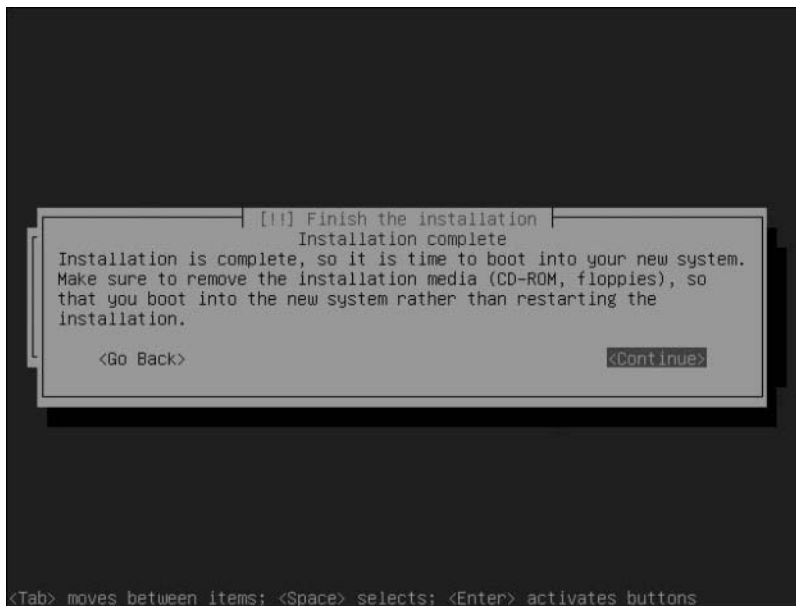 [!!] Finish the installation
Installation complete
Installation is complete, so it is time to boot into your new system.
Make sure to remove the installation media (CD-ROM, floppies), so
that you boot into the new system rather than restarting the
installation.
<Go Back> <Continue>
<Tab> moves between items; <Space> selects; <Enter> activates buttons